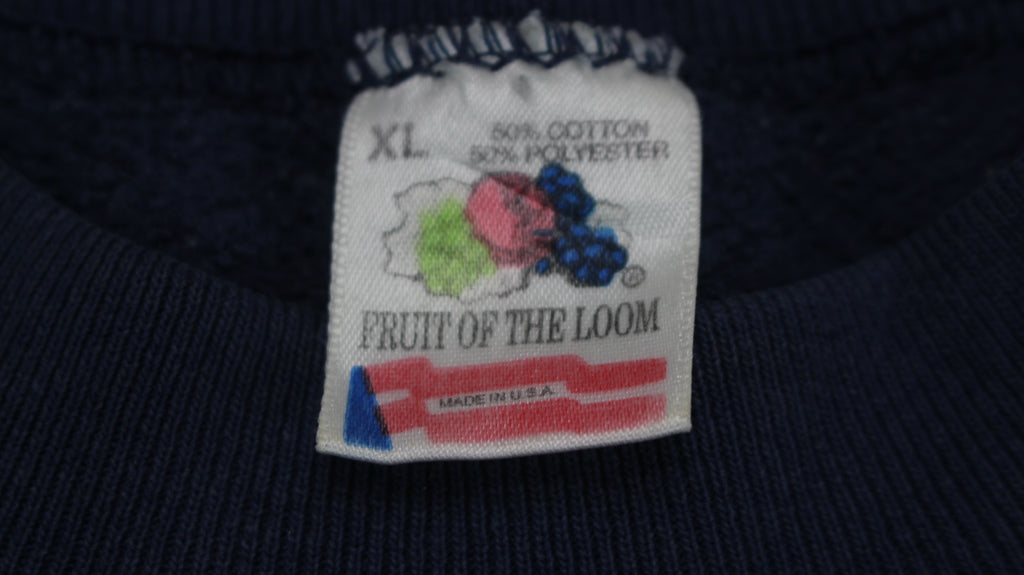 XL
50% COTTON
50% POLYESTER
®
FRUIT OF THE LOOM
MADE IN U.S.A.